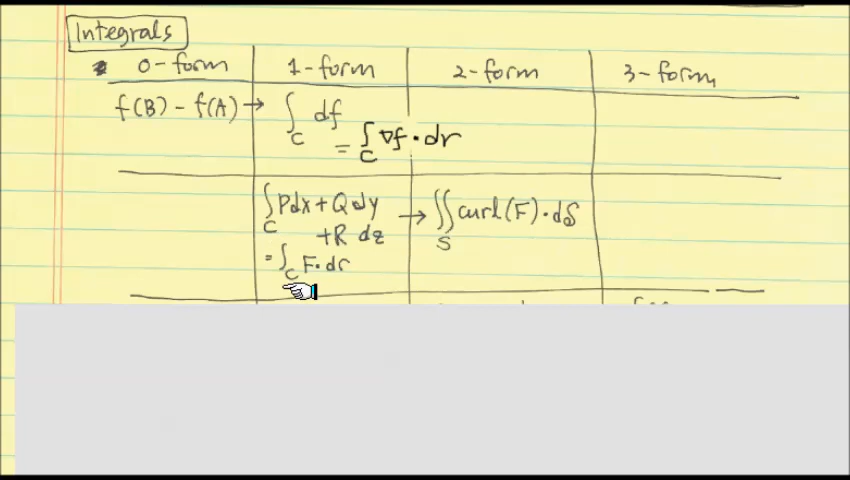 Integrals
0-form 1-form 2-form 3-form
f(B) - f(A) → ∫_C df
= ∫_C ∇f • dr
∫_C Pdx + Q dy
+R dz
→ ∬_S curl(F) • dS
= ∫_C F • dr